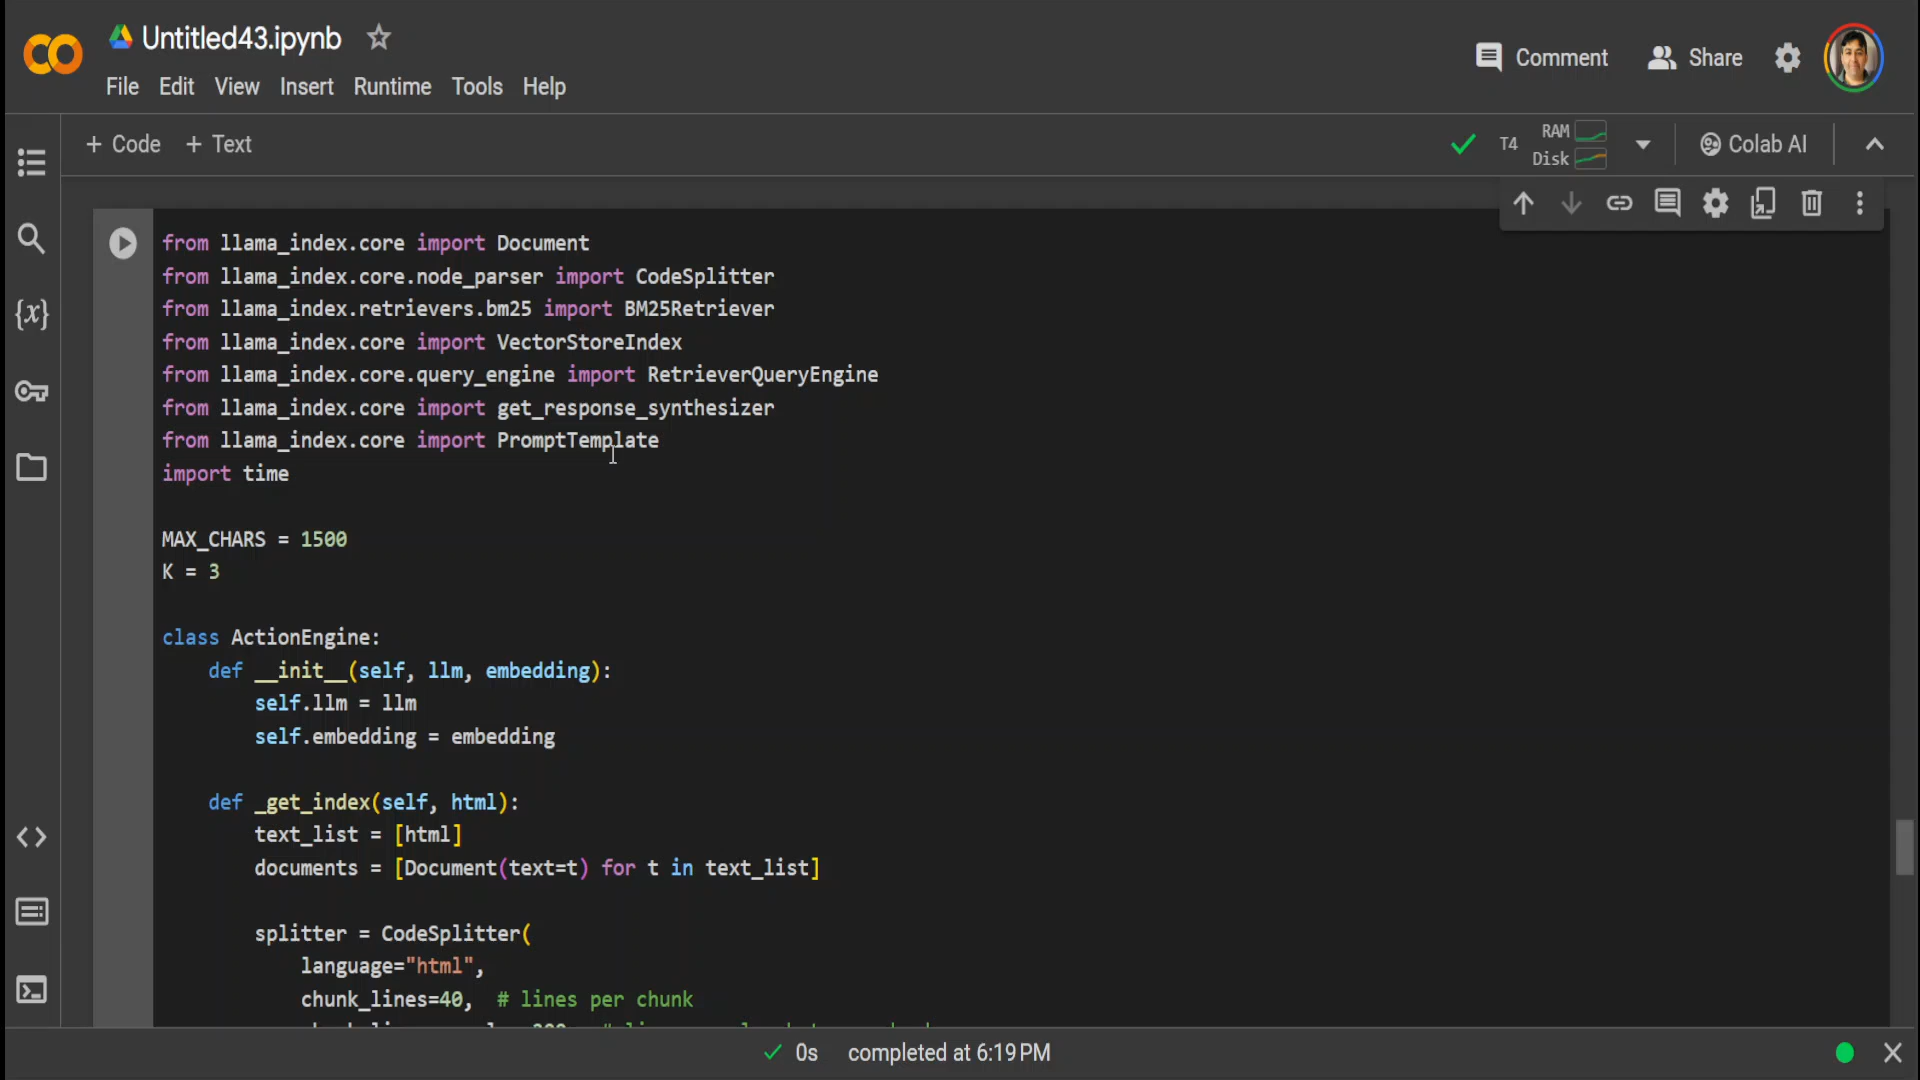 Untitled43.ipynb
Comment
Share
File Edit View Insert Runtime Tools Help
+ Code + Text
T4
RAM
Disk
Colab AI
from llama_index.core import Document
from llama_index.core.node_parser import CodeSplitter
from llama_index.retrievers.bm25 import BM25Retriever
from llama_index.core import VectorStoreIndex
from llama_index.core.query_engine import RetrieverQueryEngine
from llama_index.core import get_response_synthesizer
from llama_index.core import PromptTemplate
import time
MAX_CHARS = 1500
K = 3
class ActionEngine:
def __init__(self, llm, embedding):
self.llm = llm
self.embedding = embedding
def _get_index(self, html):
text_list = [html]
documents = [Document(text=t) for t in text_list]
splitter = CodeSplitter(
language="html",
chunk_lines=40, # lines per chunk
0s completed at 6:19 PM